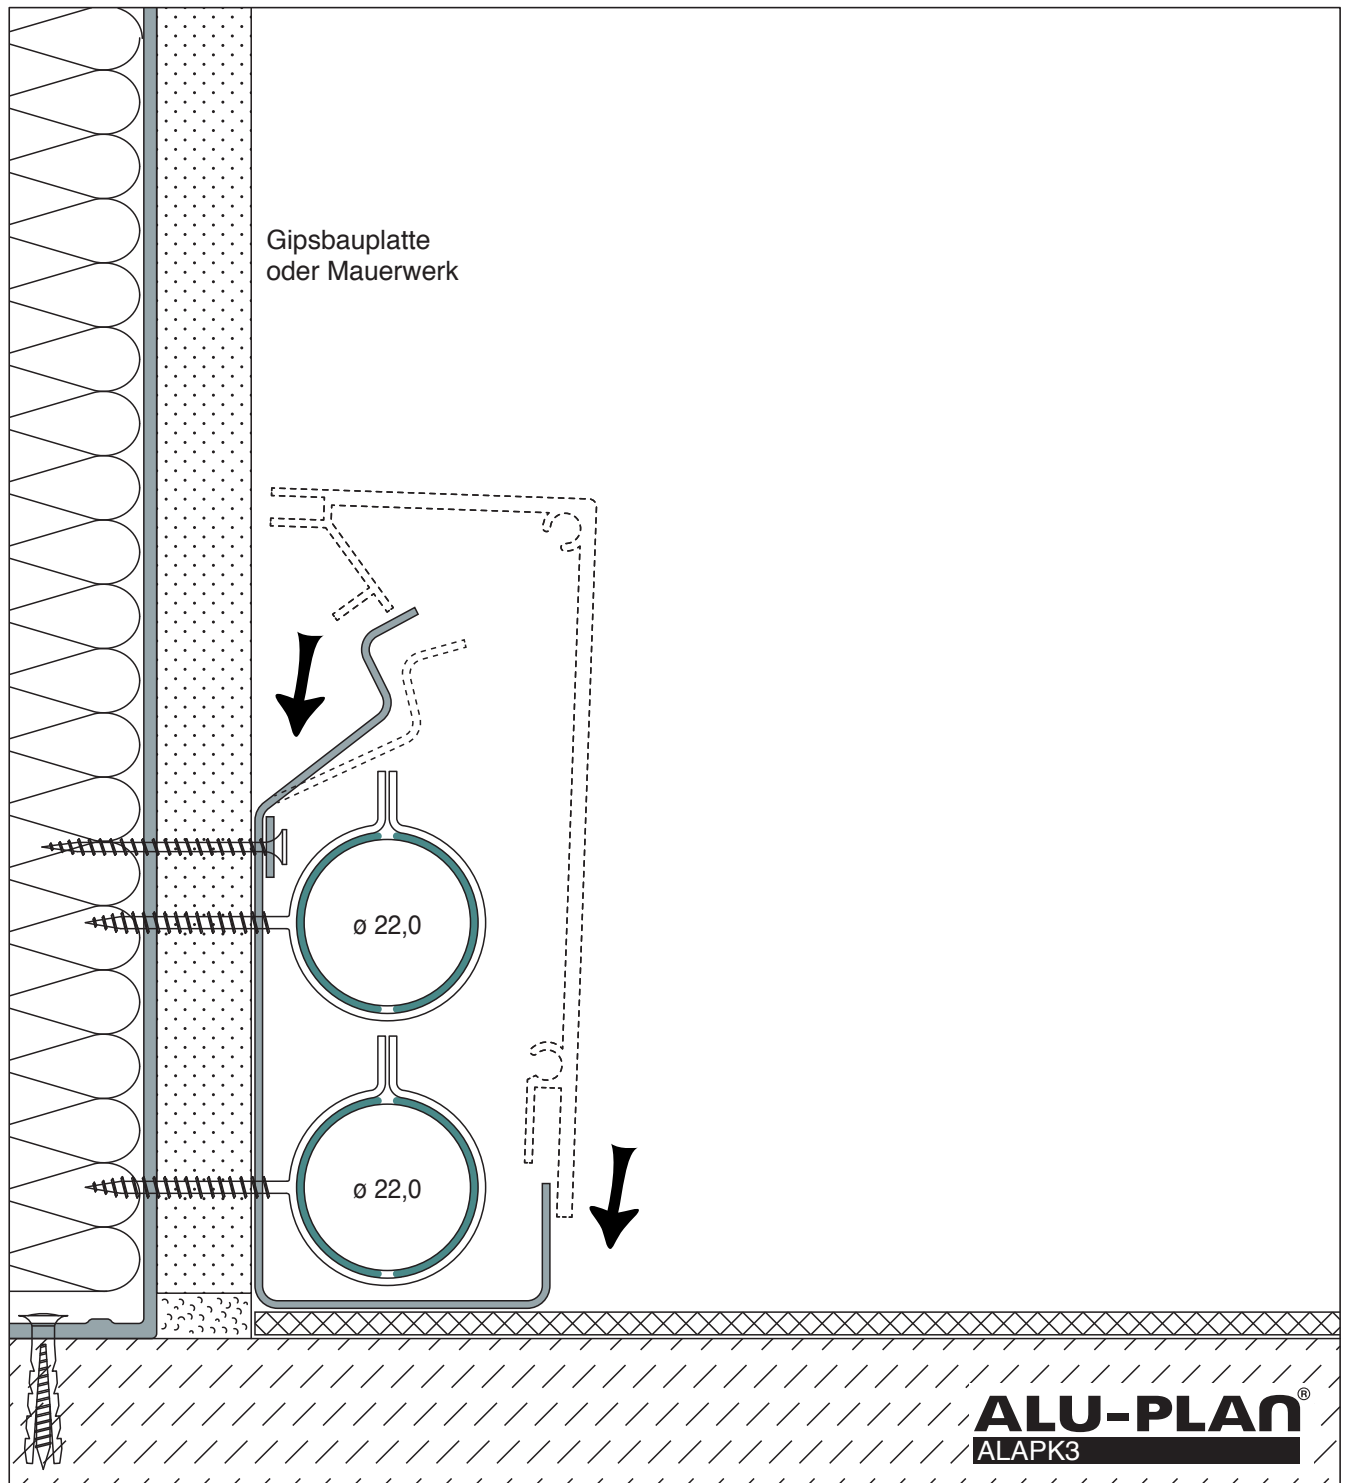 Gipsbauplatte
oder Mauerwerk
ø 22,0
ø 22,0
ALU-PLAN®
ALAPK3